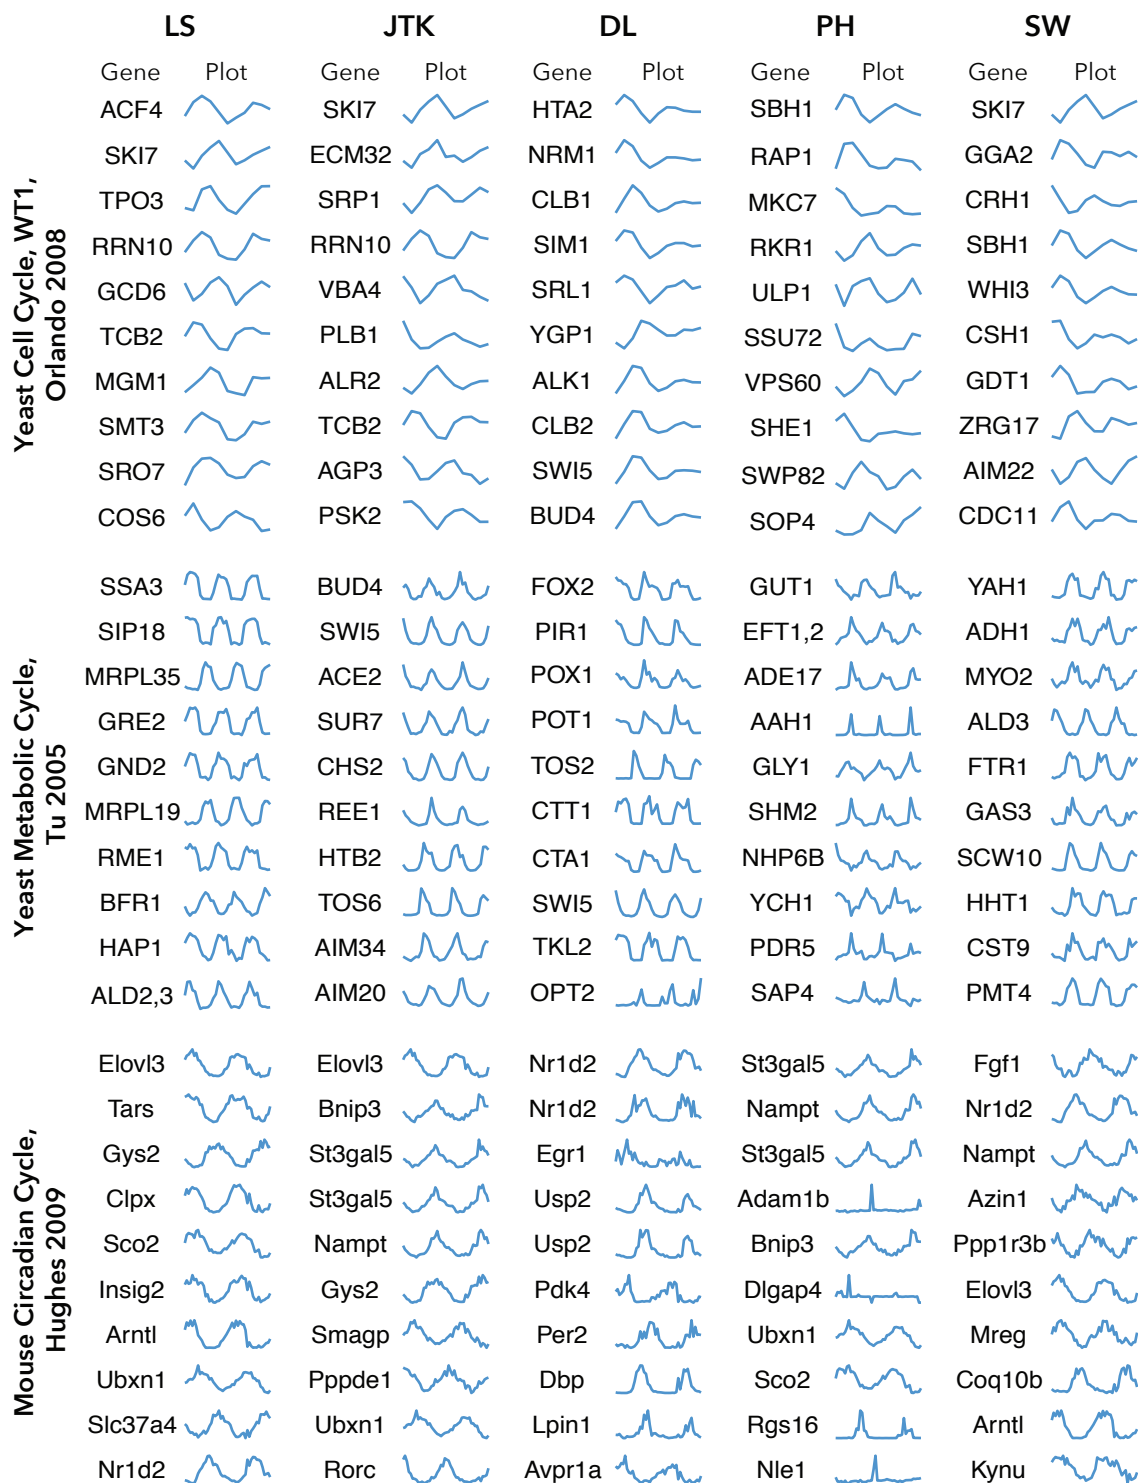 LS JTK DL PH SW
Gene Plot Gene Plot Gene Plot Gene Plot Gene Plot
Yeast Cell Cycle, WT1,
Orlando 2008
ACF4 SKI7 HTA2 SBH1 SKI7
SKI7 ECM32 NRM1 RAP1 GGA2
TPO3 SRP1 CLB1 MKC7 CRH1
RRN10 RRN10 SIM1 RKR1 SBH1
GCD6 VBA4 SRL1 ULP1 WHI3
TCB2 PLB1 YGP1 SSU72 CSH1
MGM1 ALR2 ALK1 VPS60 GDT1
SMT3 TCB2 CLB2 SHE1 ZRG17
SRO7 AGP3 SWI5 SWP82 AIM22
COS6 PSK2 BUD4 SOP4 CDC11
Yeast Metabolic Cycle,
Tu 2005
SSA3 BUD4 FOX2 GUT1 YAH1
SIP18 SWI5 PIR1 EFT1,2 ADH1
MRPL35 ACE2 POX1 ADE17 MYO2
GRE2 SUR7 POT1 AAH1 ALD3
GND2 CHS2 TOS2 GLY1 FTR1
MRPL19 REE1 CTT1 SHM2 GAS3
RME1 HTB2 CTA1 NHP6B SCW10
BFR1 TOS6 SWI5 YCH1 HHT1
HAP1 AIM34 TKL2 PDR5 CST9
ALD2,3 AIM20 OPT2 SAP4 PMT4
Mouse Circadian Cycle,
Hughes 2009
Elovl3 Elovl3 Nr1d2 St3gal5 Fgf1
Tars Bnip3 Nr1d2 Nampt Nr1d2
Gys2 St3gal5 Egr1 St3gal5 Nampt
Clpx St3gal5 Usp2 Adam1b Azin1
Sco2 Nampt Usp2 Bnip3 Ppp1r3b
Insig2 Gys2 Pdk4 Dlgap4 Elovl3
Arntl Smagp Per2 Ubxn1 Mreg
Ubxn1 Pppde1 Dbp Sco2 Coq10b
Slc37a4 Ubxn1 Lpin1 Rgs16 Arntl
Nr1d2 Rorc Avpr1a Nle1 Kynu